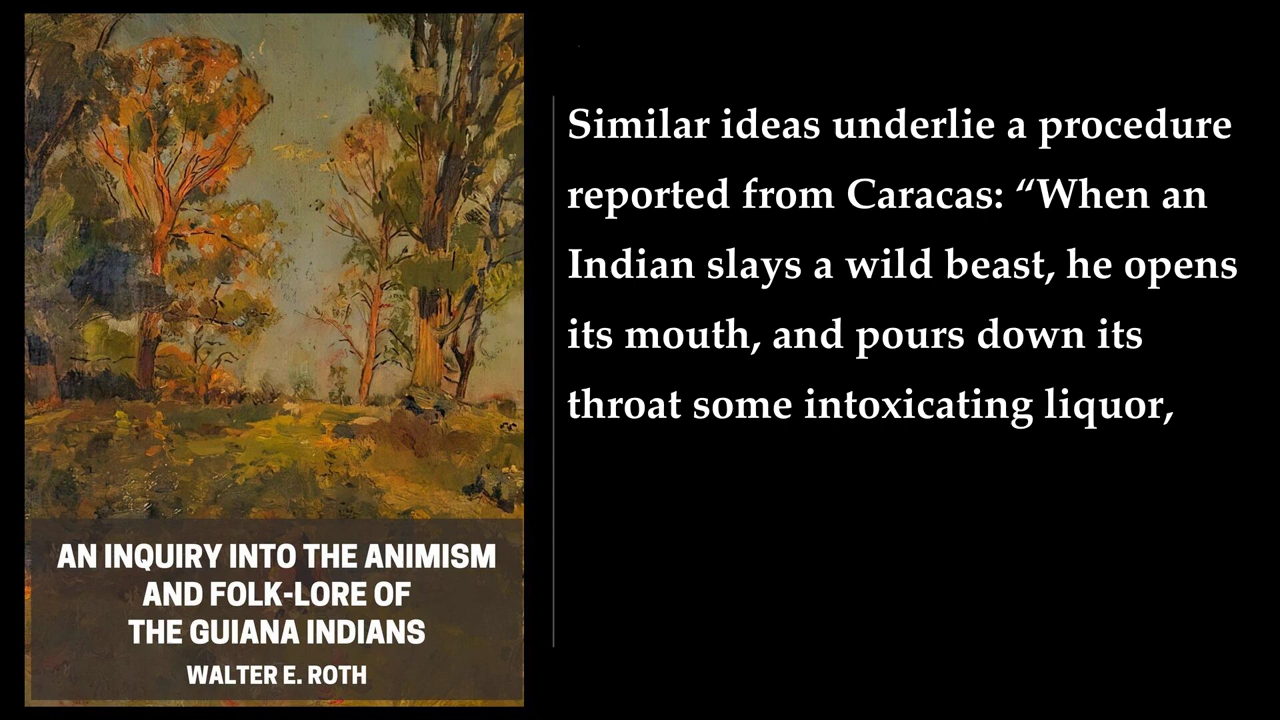 Similar ideas underlie a procedure
reported from Caracas: “When an
Indian slays a wild beast, he opens
its mouth, and pours down its
throat some intoxicating liquor,
AN INQUIRY INTO THE ANIMISM
AND FOLK-LORE OF
THE GUIANA INDIANS
WALTER E. ROTH